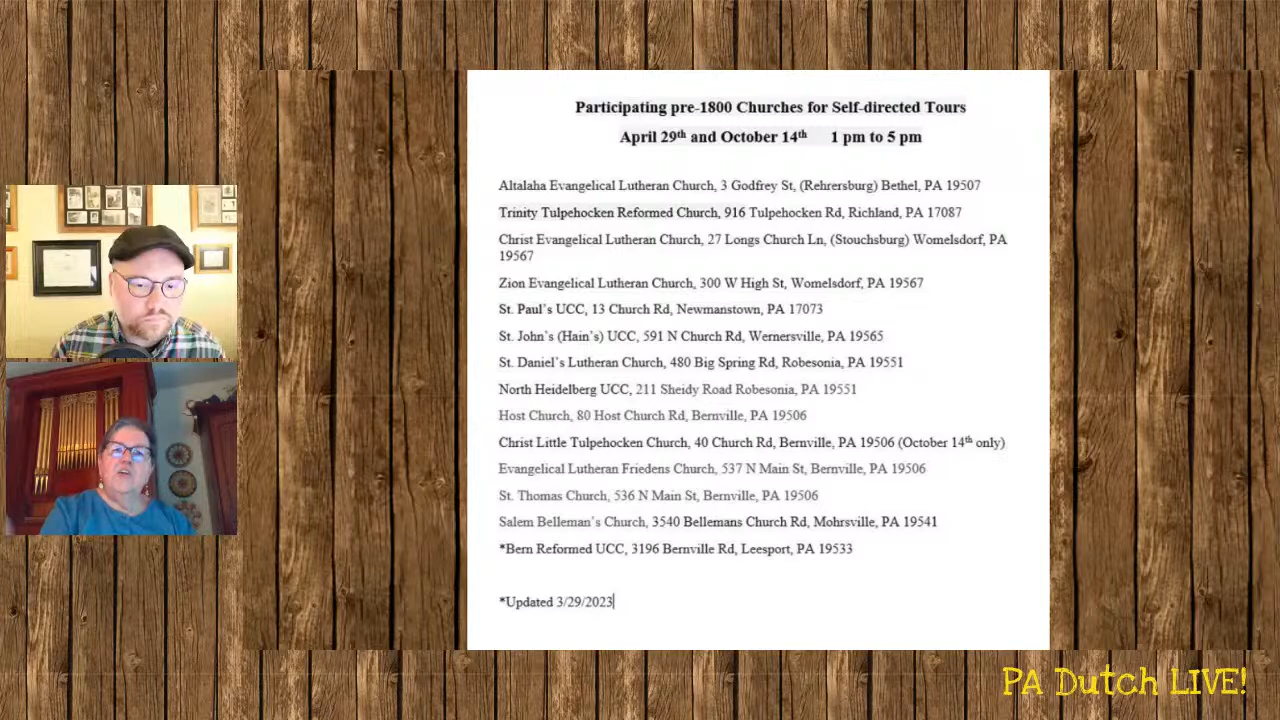 Participating pre-1800 Churches for Self-directed Tours
April 29th and October 14th 1 pm to 5 pm
Altalaha Evangelical Lutheran Church, 3 Godfrey St, (Rehrersburg) Bethel, PA 19507
Trinity Tulpehocken Reformed Church, 916 Tulpehocken Rd, Richland, PA 17087
Christ Evangelical Lutheran Church, 27 Longs Church Ln, (Stouchsburg) Womelsdorf, PA
19567
Zion Evangelical Lutheran Church, 300 W High St, Womelsdorf, PA 19567
St. Paul's UCC, 13 Church Rd, Newmanstown, PA 17073
St. John's (Hain's) UCC, 591 N Church Rd, Wernersville, PA 19565
St. Daniel's Lutheran Church, 480 Big Spring Rd, Robesonia, PA 19551
North Heidelberg UCC, 211 Sheidy Road Robesonia, PA 19551
Host Church, 80 Host Church Rd, Bernville, PA 19506
Christ Little Tulpehocken Church, 40 Church Rd, Bernville, PA 19506 (October 14th only)
Evangelical Lutheran Friedens Church, 537 N Main St, Bernville, PA 19506
St. Thomas Church, 536 N Main St, Bernville, PA 19506
Salem Belleman's Church, 3540 Bellemans Church Rd, Mohrsville, PA 19541
*Bern Reformed UCC, 3196 Bernville Rd, Leesport, PA 19533
*Updated 3/29/2023
PA Dutch LIVE!